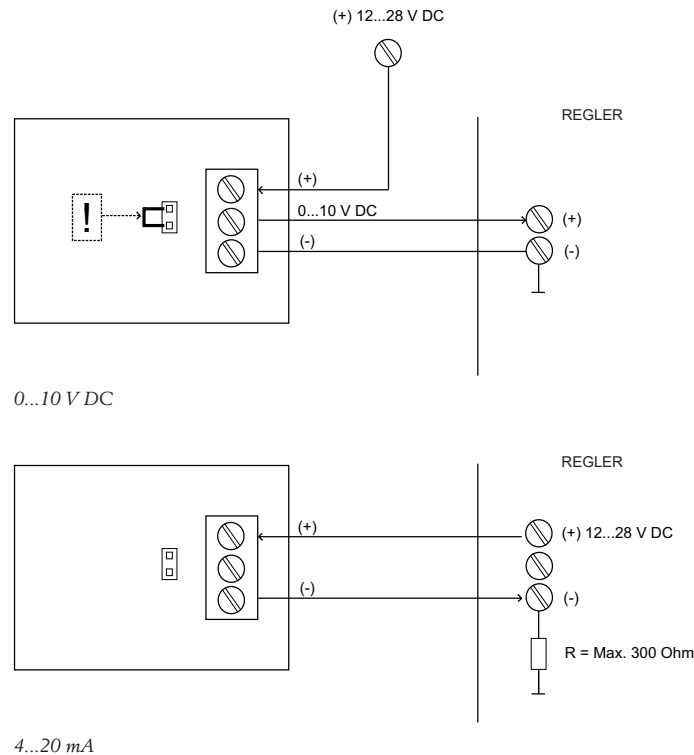 (+) 12...28 V DC
REGLER
(+)
!
0...10 V DC
(+)
(-)
(-)
0...10 V DC
REGLER
(+)
(+) 12...28 V DC
(-)
(-)
R = Max. 300 Ohm
4...20 mA